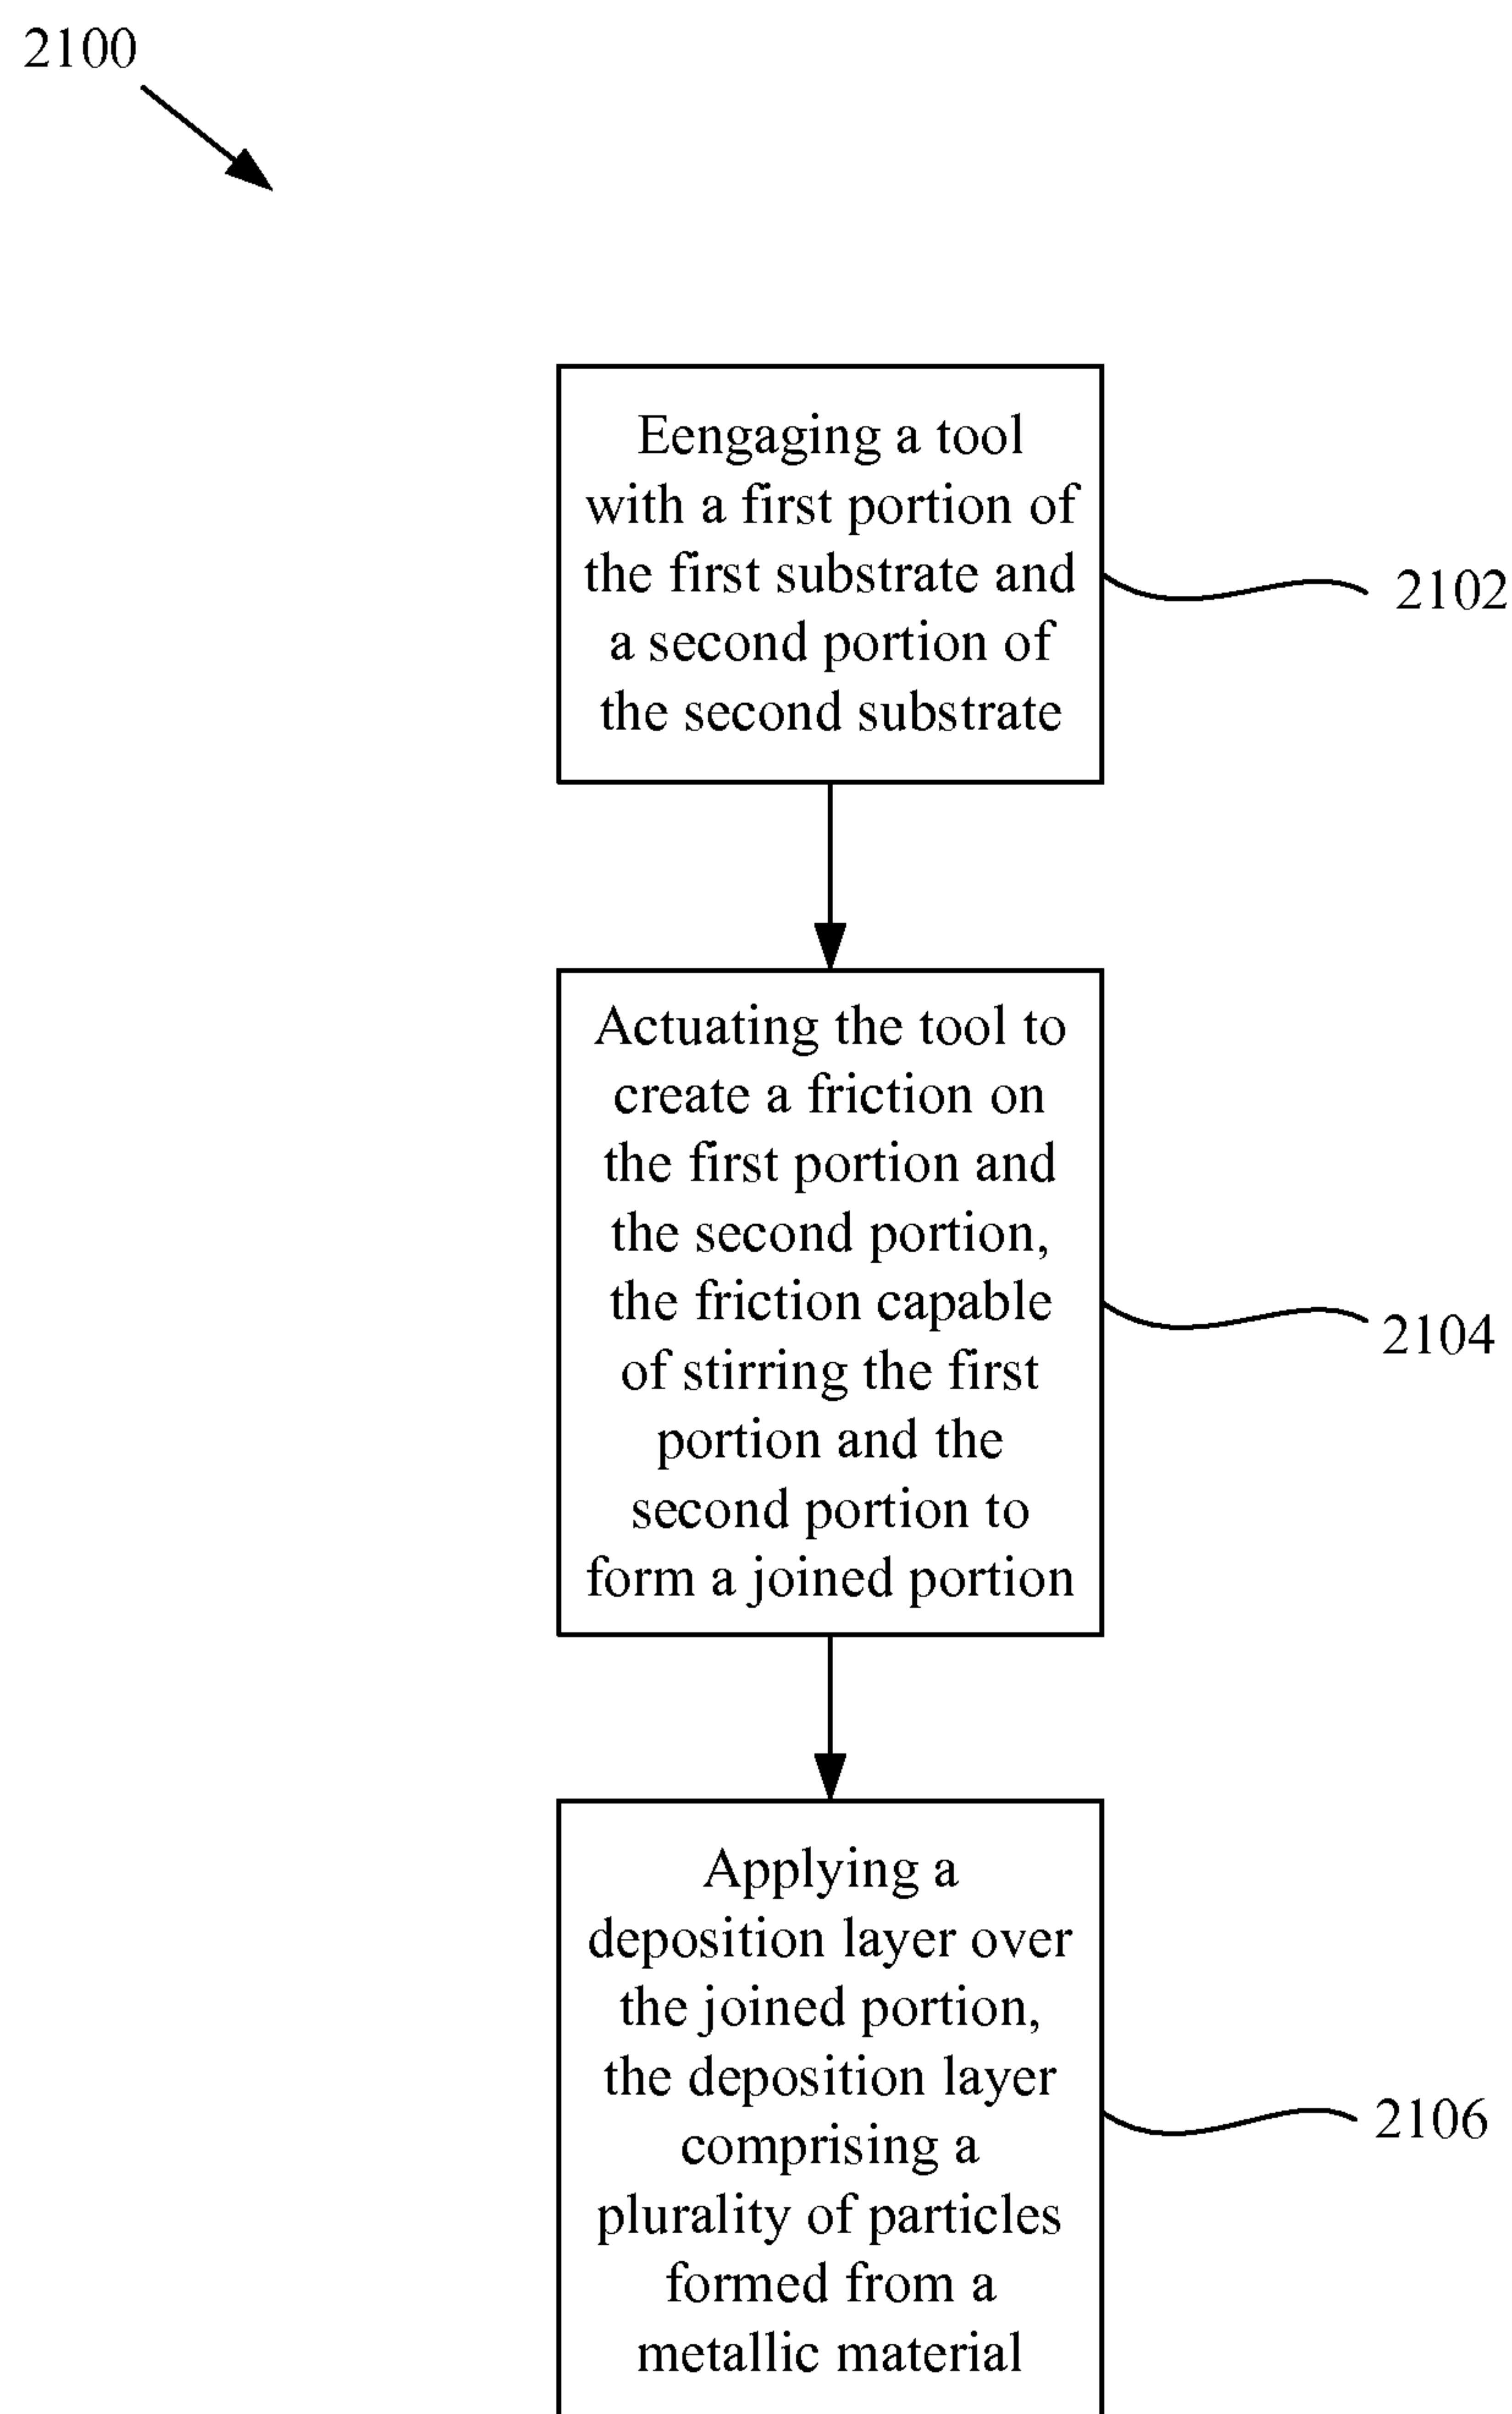 2100
Eengaging a tool
with a first portion of
the first substrate and
a second portion of
the second substrate
2102
Actuating the tool to
create a friction on
the first portion and
the second portion,
the friction capable
of stirring the first
portion and the
second portion to
form a joined portion
2104
Applying a
deposition layer over
the joined portion,
the deposition layer
comprising a
plurality of particles
formed from a
metallic material
2106